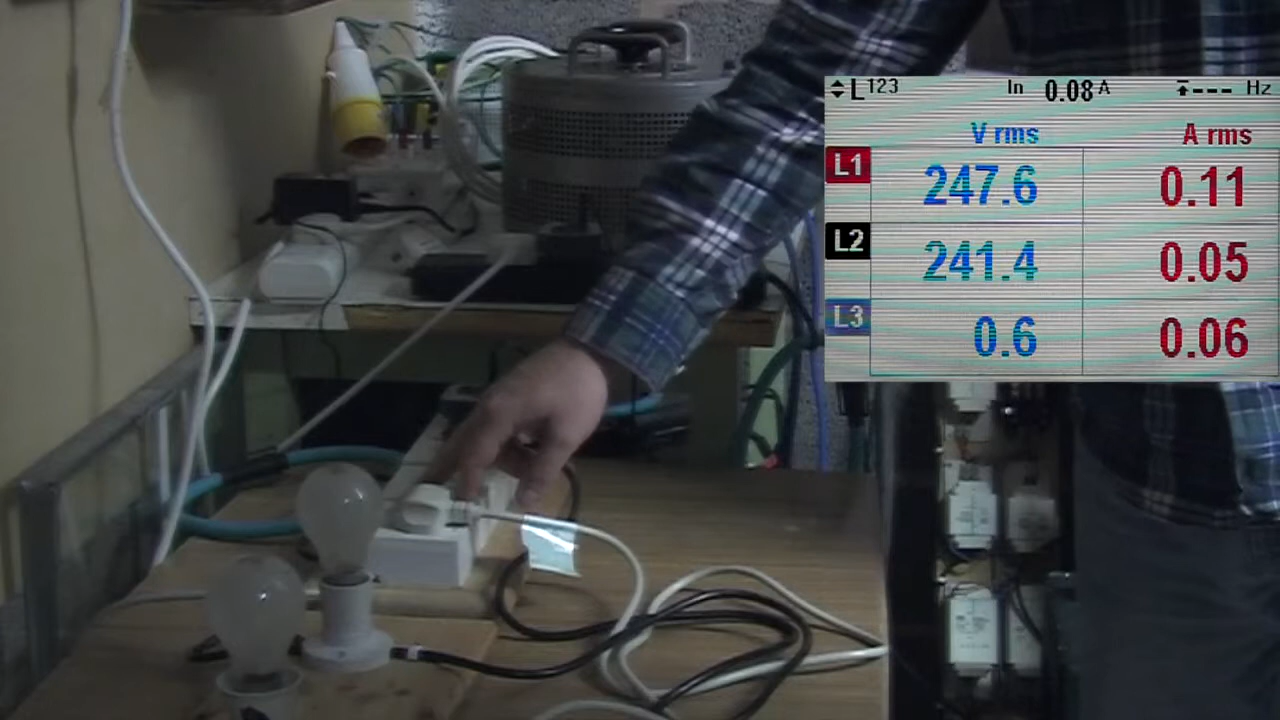 L123 In 0.08 A --- Hz
V rms A rms
L1 247.6 0.11
L2 241.4 0.05
L3 0.6 0.06